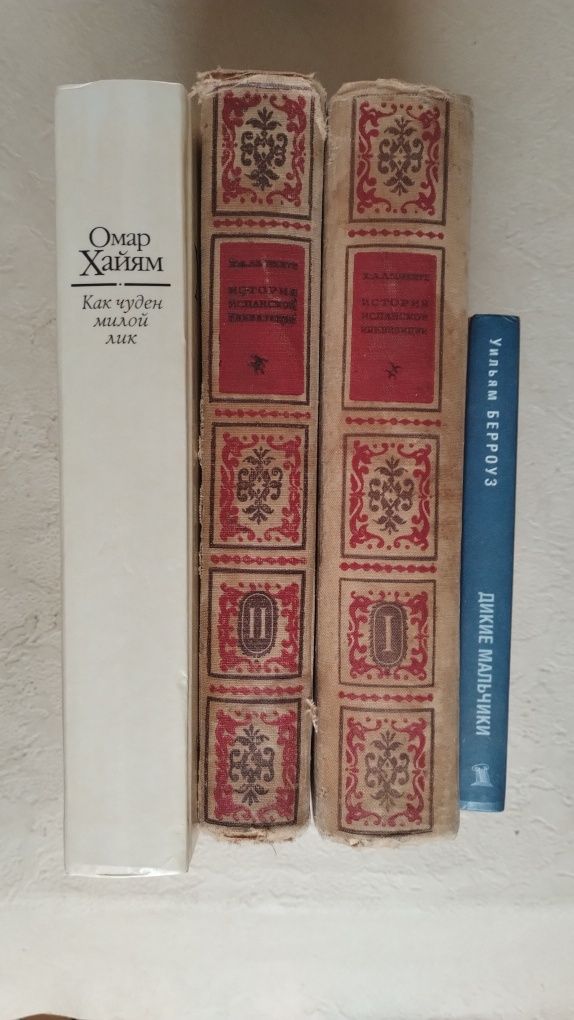 Омар
Хайям
Как чуден
милой
лик
Х.А.ЛЬОРЕНТЕ
ИСТОРИЯ
ИСПАНСКОЙ
ИНКВИЗИЦИИ
II
Х.А.ЛЬОРЕНТЕ
ИСТОРИЯ
ИСПАНСКОЙ
ИНКВИЗИЦИИ
I
Уильям БЕРРОУЗ
ДИКИЕ МАЛЬЧИКИ